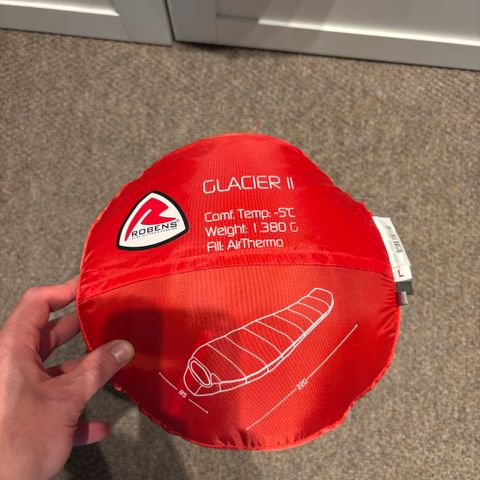 GLACIER II
ROBENS
Comf. Temp: -5°C
Weight: 1.380 G
Fill: AirThermo
L
85
220